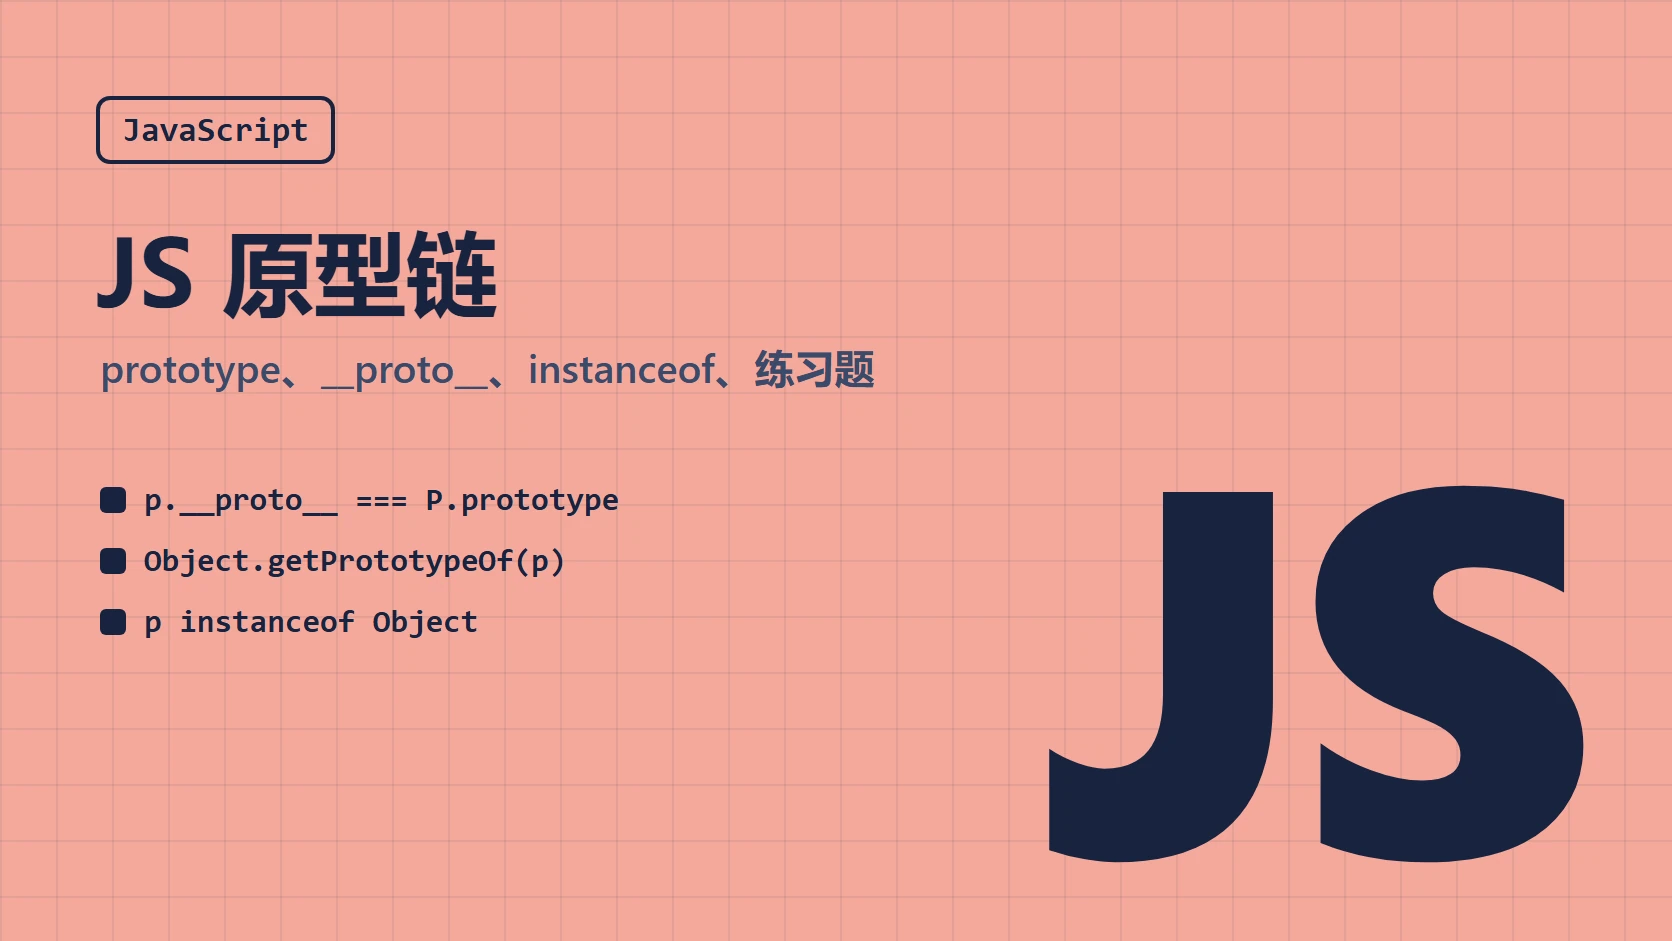 JavaScript
JS 原型链
prototype、__proto__、instanceof、练习题
p.__proto__ === P.prototype
Object.getPrototypeOf(p)
p instanceof Object
JS